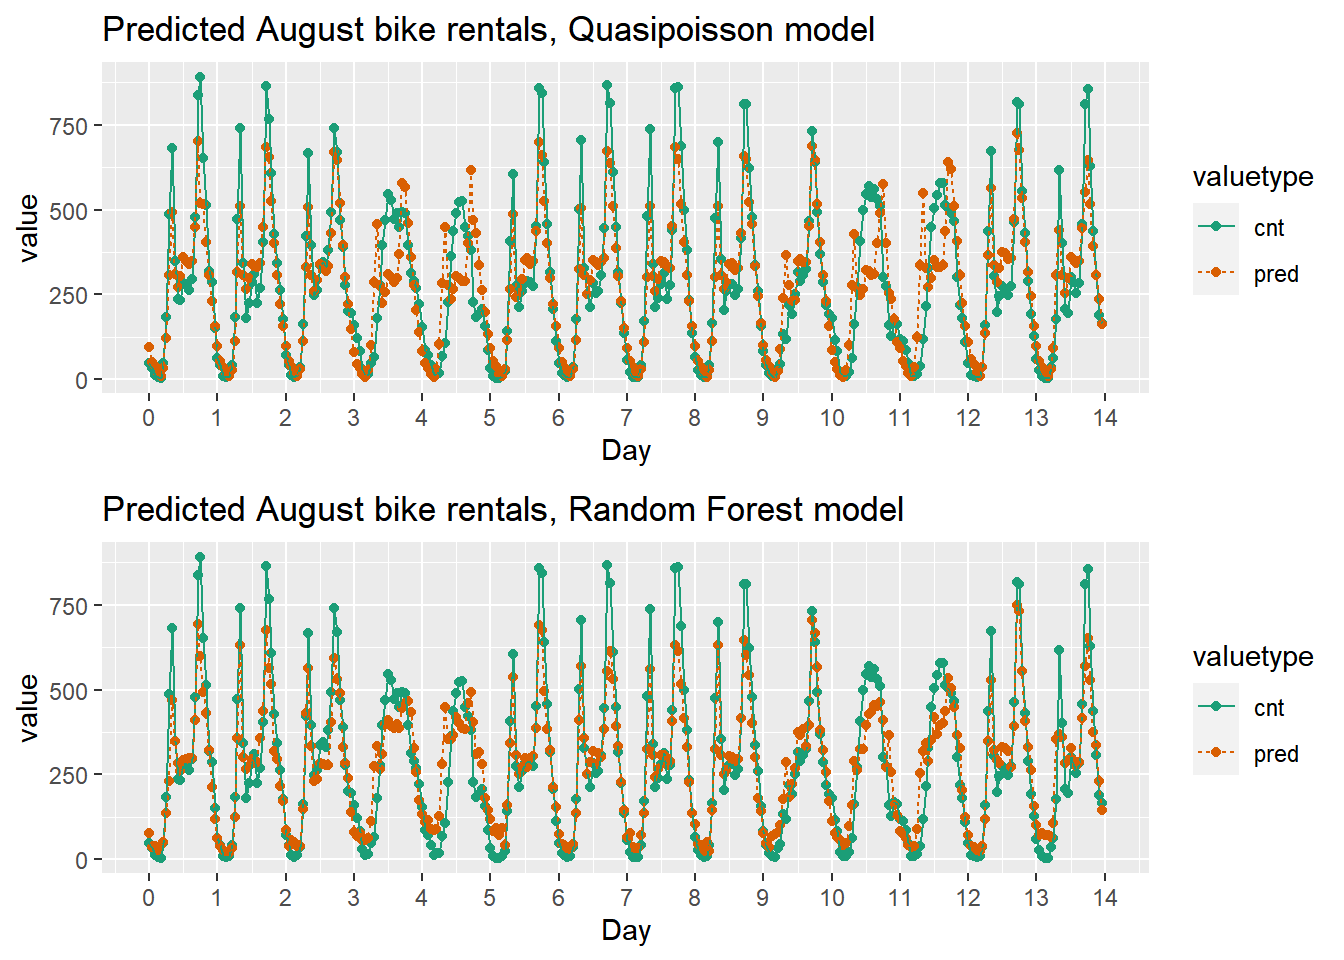 Predicted August bike rentals, Quasipoisson model
value
750
500
250
0
0 1 2 3 4 5 6 7 8 9 10 11 12 13 14
Day
valuetype
cnt
pred
Predicted August bike rentals, Random Forest model
value
750
500
250
0
0 1 2 3 4 5 6 7 8 9 10 11 12 13 14
Day
valuetype
cnt
pred